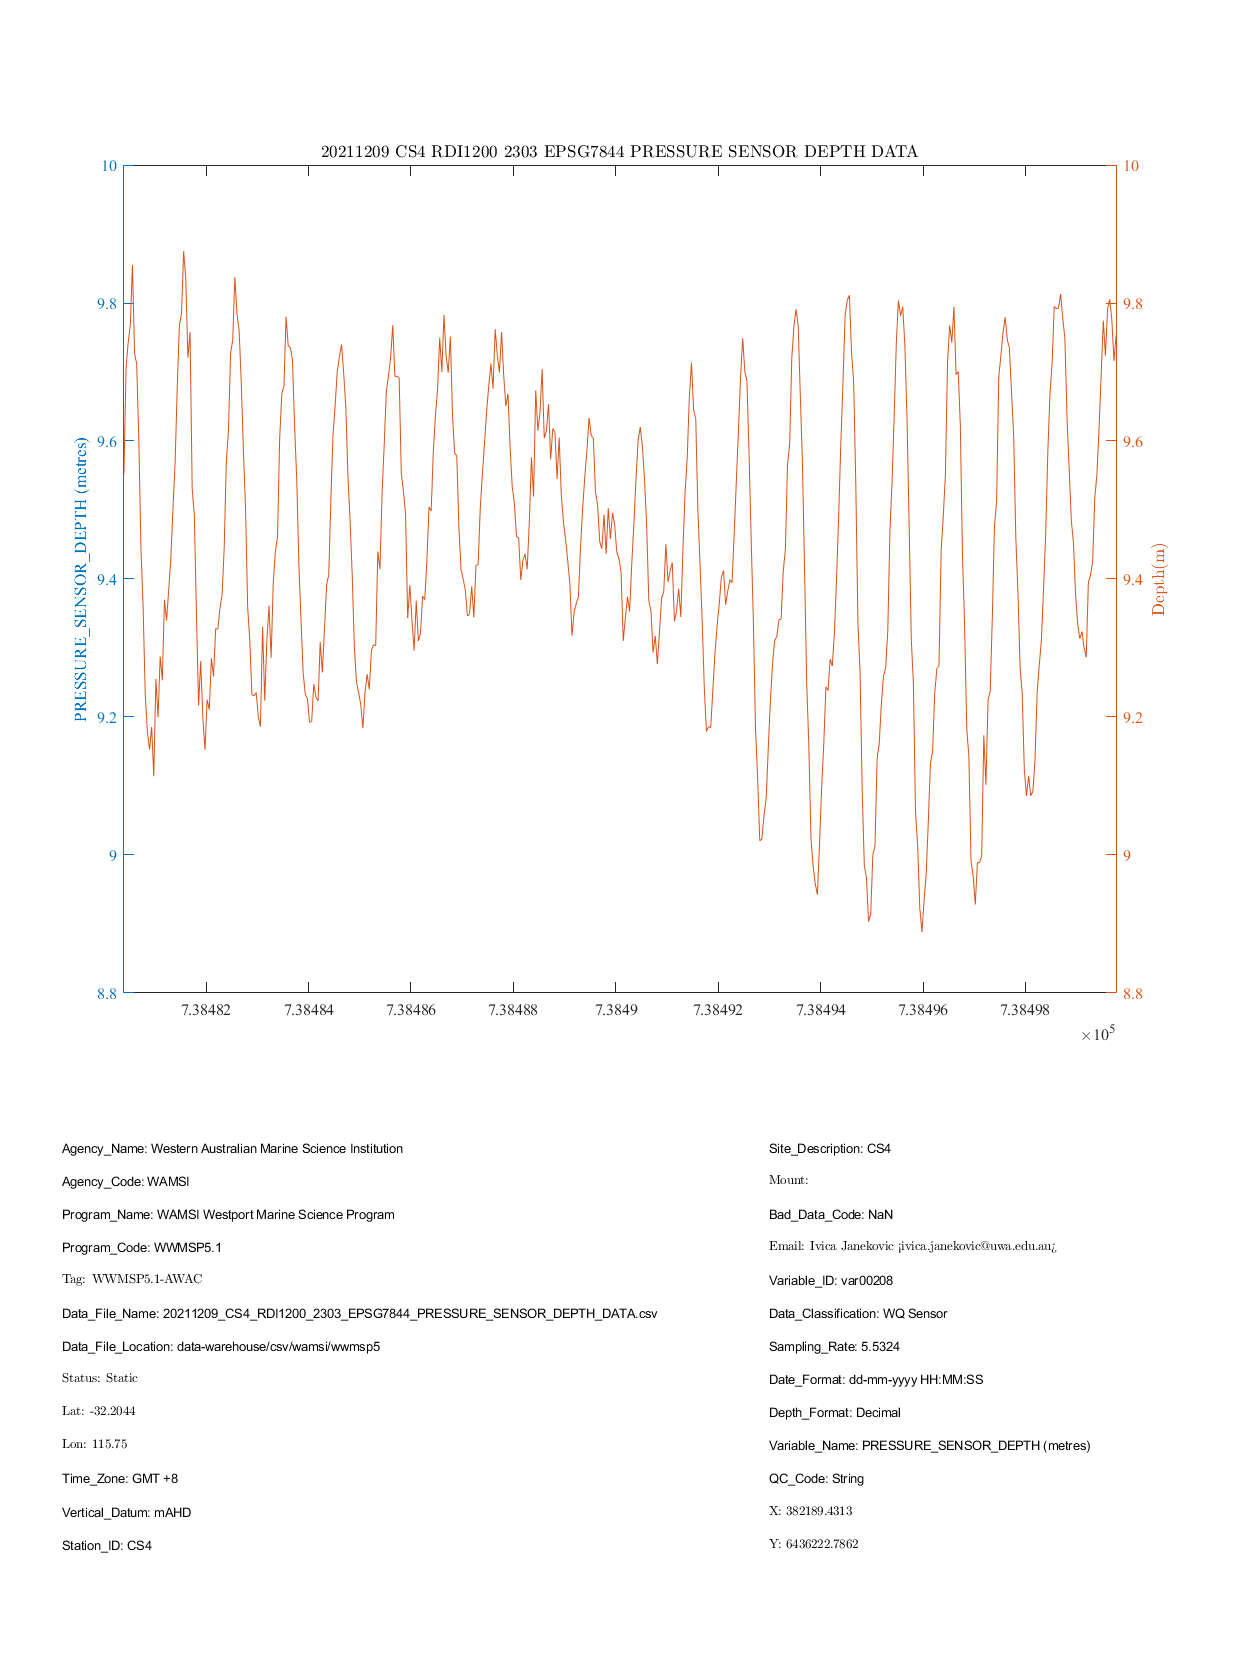 20211209 CS4 RDI1200 2303 EPSG7844 PRESSURE SENSOR DEPTH DATA
10
9.8
9.6
9.4
9.2
9
8.8
PRESSURE_SENSOR_DEPTH (metres)
10
9.8
9.6
9.4
9.2
9
8.8
Depth(m)
7.38482 7.38484 7.38486 7.38488 7.3849 7.38492 7.38494 7.38496 7.38498
×10^5
Agency_Name: Western Australian Marine Science Institution
Agency_Code: WAMSI
Program_Name: WAMSI Westport Marine Science Program
Program_Code: WWMSP5.1
Tag: WWMSP5.1-AWAC
Data_File_Name: 20211209_CS4_RDI1200_2303_EPSG7844_PRESSURE_SENSOR_DEPTH_DATA.csv
Data_File_Location: data-warehouse/csv/wamsi/wwmsp5
Status: Static
Lat: -32.2044
Lon: 115.75
Time_Zone: GMT +8
Vertical_Datum: mAHD
Station_ID: CS4
Site_Description: CS4
Mount:
Bad_Data_Code: NaN
Email: Ivica Janekovic ¡ivica.janekovic@uwa.edu.au¿
Variable_ID: var00208
Data_Classification: WQ Sensor
Sampling_Rate: 5.5324
Date_Format: dd-mm-yyyy HH:MM:SS
Depth_Format: Decimal
Variable_Name: PRESSURE_SENSOR_DEPTH (metres)
QC_Code: String
X: 382189.4313
Y: 6436222.7862